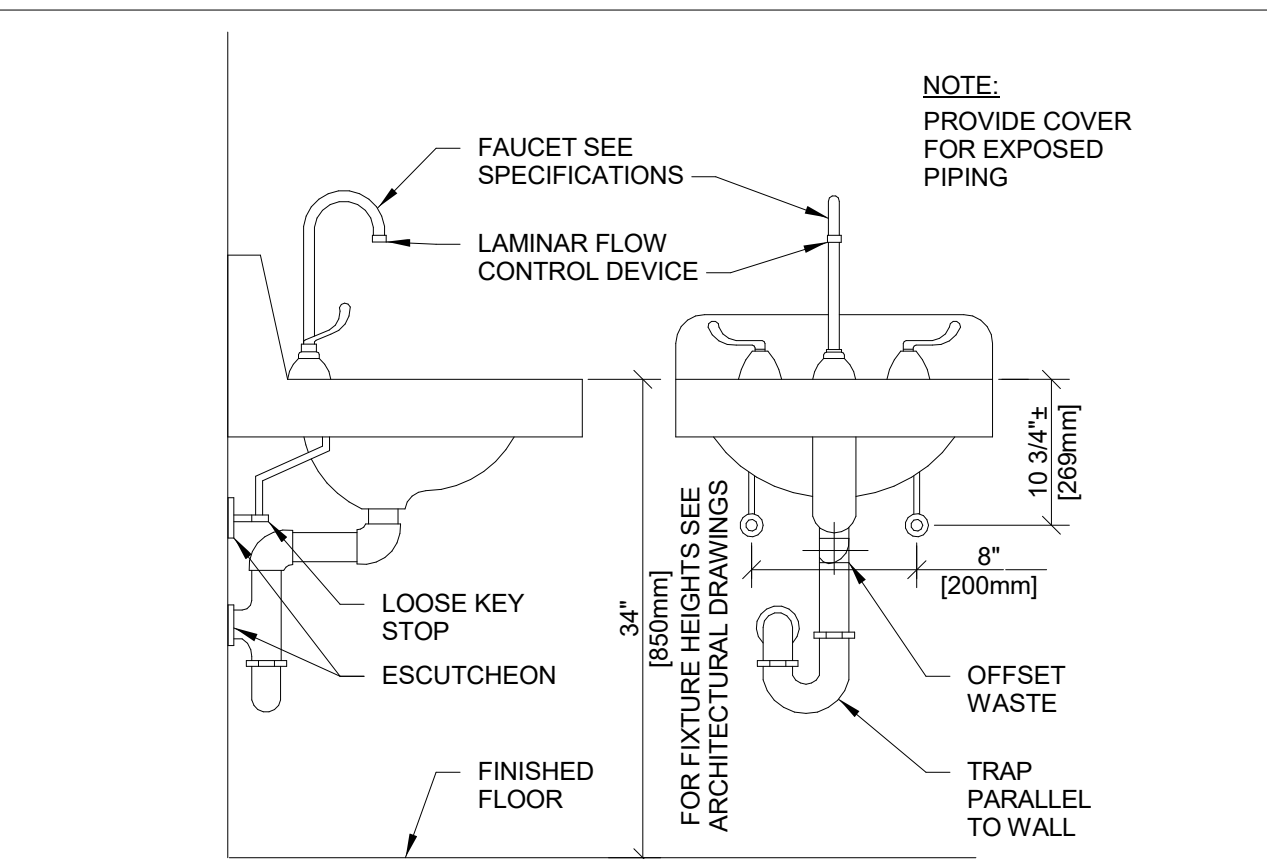 NOTE:
PROVIDE COVER
FOR EXPOSED
PIPING
FAUCET SEE
SPECIFICATIONS
LAMINAR FLOW
CONTROL DEVICE
10 3/4"±
[269mm]
8"
[200mm]
34"
[850mm]
FOR FIXTURE HEIGHTS SEE
ARCHITECTURAL DRAWINGS
LOOSE KEY
STOP
ESCUTCHEON
OFFSET
WASTE
FINISHED
FLOOR
TRAP
PARALLEL
TO WALL